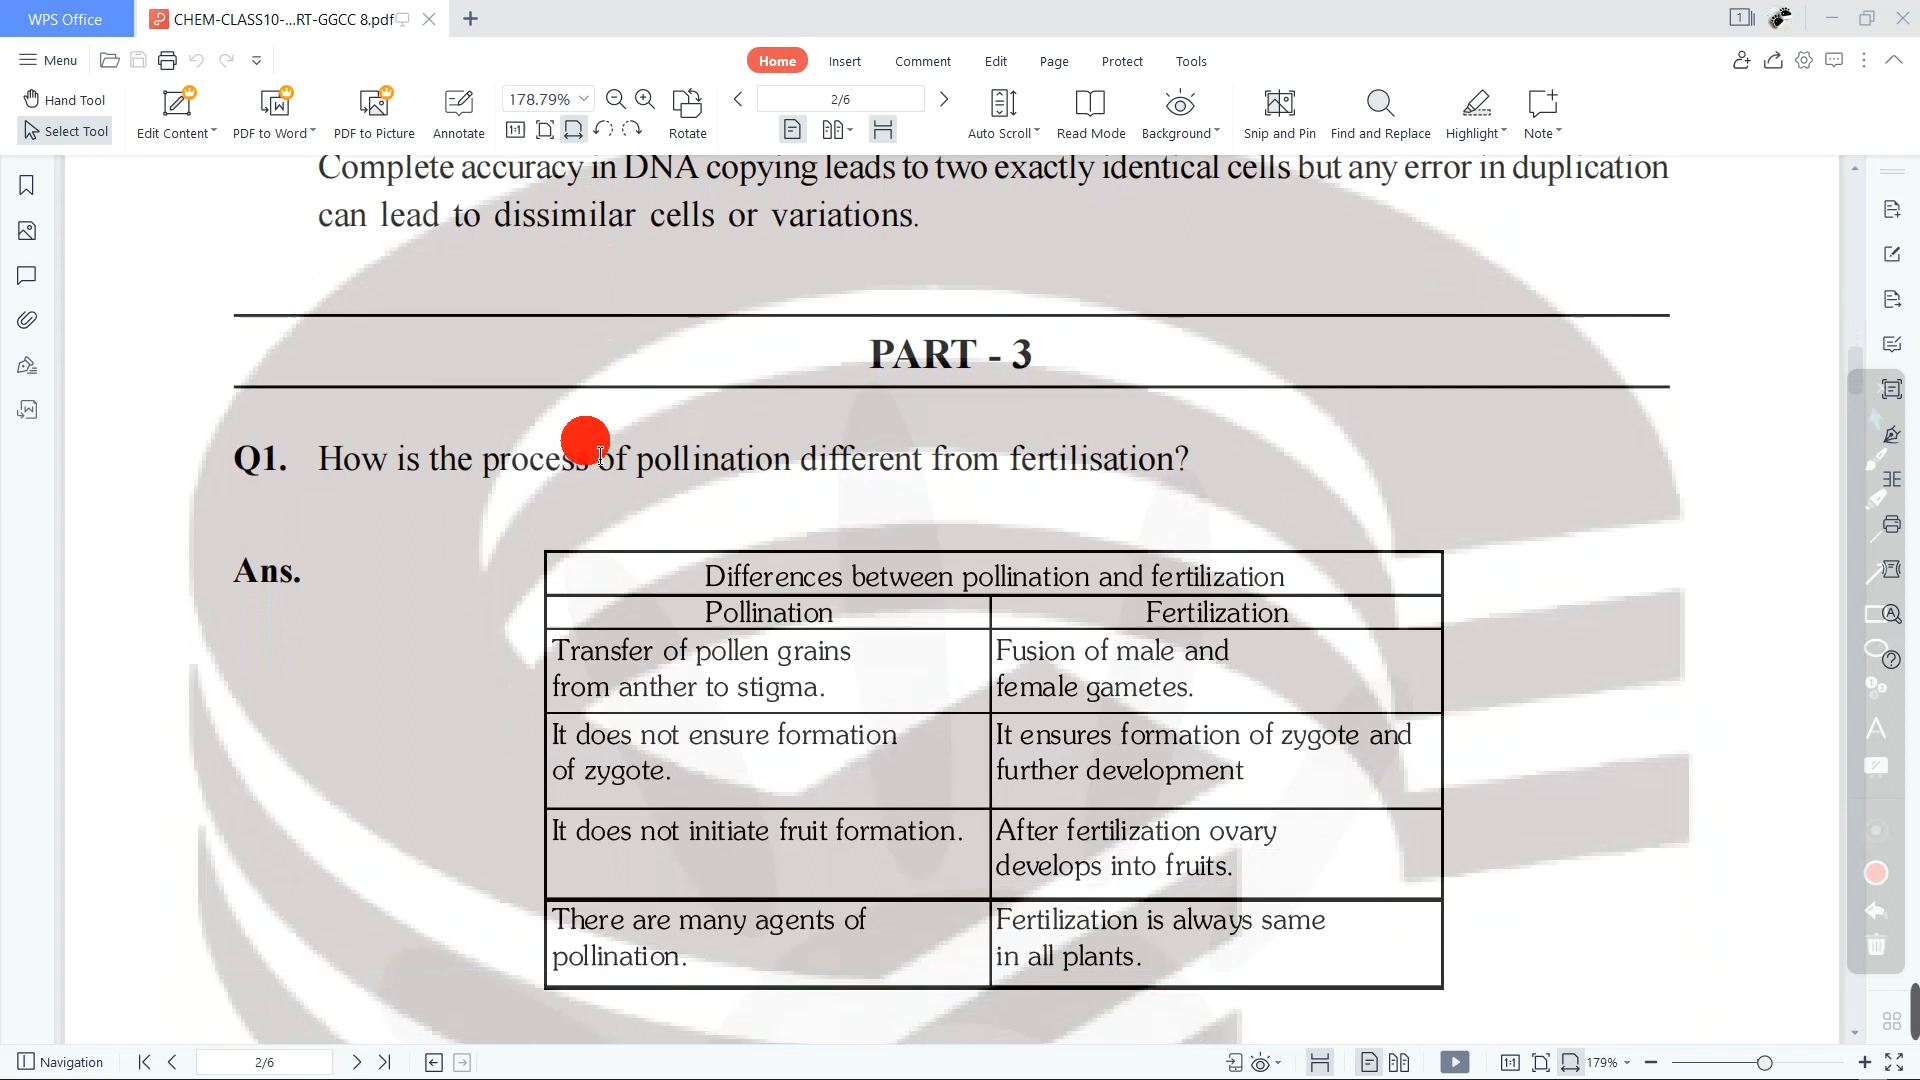 WPS Office
CHEM-CLASS10-...RT-GGCC 8.pdf
1
Menu
Home Insert Comment Edit Page Protect Tools
Hand Tool
Select Tool
Edit Content
PDF to Word
PDF to Picture
Annotate
178.79%
1:1
Rotate
2/6
Auto Scroll
Read Mode
Background
Snip and Pin
Find and Replace
Highlight
Note
Complete accuracy in DNA copying leads to two exactly identical cells but any error in duplication
can lead to dissimilar cells or variations.
PART - 3
Q1. How is the process of pollination different from fertilisation?
Ans.
Differences between pollination and fertilization
Pollination Fertilization
Transfer of pollen grains
from anther to stigma.
Fusion of male and
female gametes.
It does not ensure formation
of zygote.
It ensures formation of zygote and
further development
It does not initiate fruit formation.
After fertilization ovary
develops into fruits.
There are many agents of
pollination.
Fertilization is always same
in all plants.
Navigation
2/6
1:1
179%